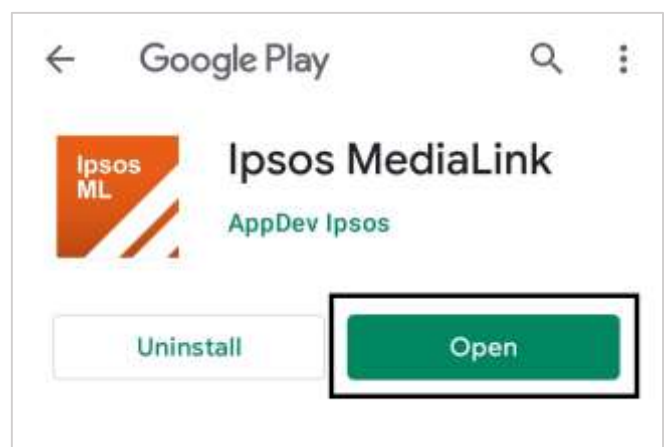 Google Play
Ipsos
ML
Ipsos MediaLink
AppDev Ipsos
Uninstall
Open